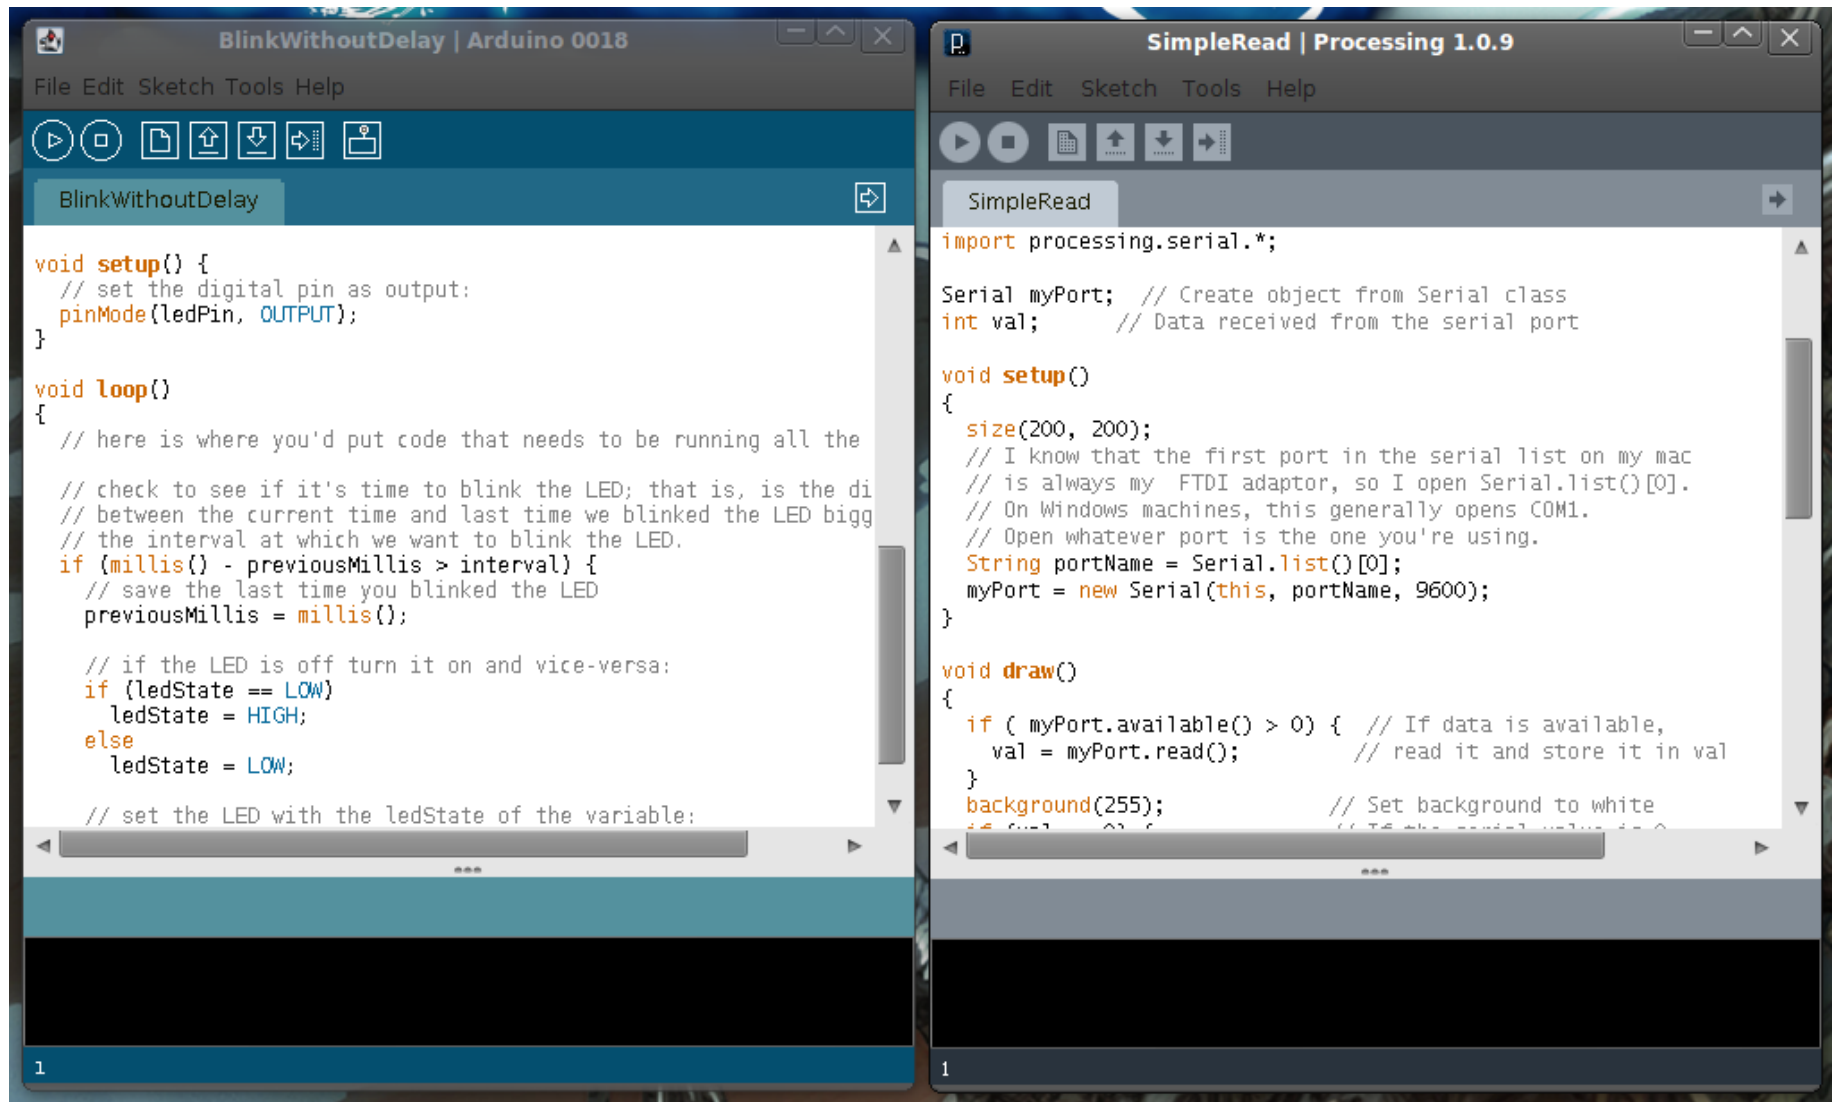 BlinkWithoutDelay | Arduino 0018
File Edit Sketch Tools Help
BlinkWithoutDelay
void setup() {
// set the digital pin as output:
pinMode(ledPin, OUTPUT);
}
void loop()
{
// here is where you'd put code that needs to be running all the
// check to see if it's time to blink the LED; that is, is the di
// between the current time and last time we blinked the LED bigg
// the interval at which we want to blink the LED.
if (millis() - previousMillis > interval) {
// save the last time you blinked the LED
previousMillis = millis();
// if the LED is off turn it on and vice-versa:
if (ledState == LOW)
ledState = HIGH;
else
ledState = LOW;
// set the LED with the ledState of the variable:
1
SimpleRead | Processing 1.0.9
File Edit Sketch Tools Help
SimpleRead
import processing.serial.*;
Serial myPort;  // Create object from Serial class
int val;      // Data received from the serial port
void setup()
{
size(200, 200);
// I know that the first port in the serial list on my mac
// is always my  FTDI adaptor, so I open Serial.list()[0].
// On Windows machines, this generally opens COM1.
// Open whatever port is the one you're using.
String portName = Serial.list()[0];
myPort = new Serial(this, portName, 9600);
}
void draw()
{
if ( myPort.available() > 0) {  // If data is available,
val = myPort.read();         // read it and store it in val
}
background(255);             // Set background to white
1